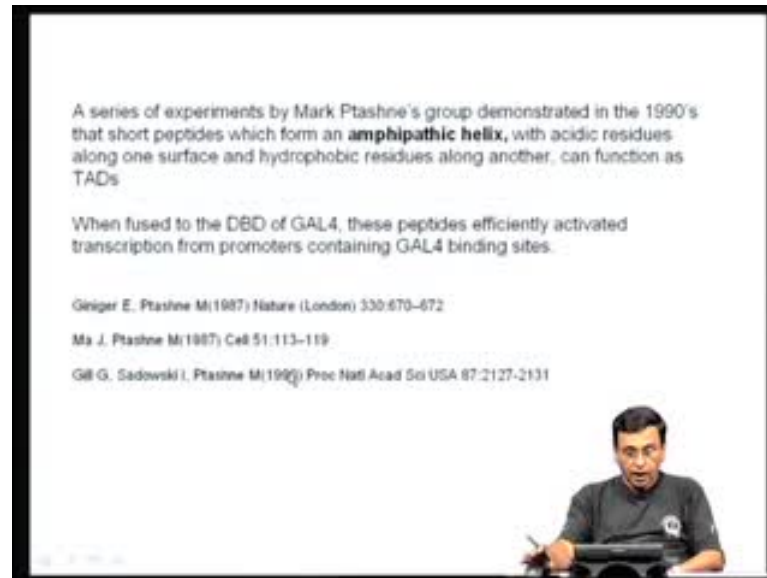 A series of experiments by Mark Ptashne's group demonstrated in the 1990's
that short peptides which form an amphipathic helix, with acidic residues
along one surface and hydrophobic residues along another, can function as
TADs
When fused to the DBD of GAL4, these peptides efficiently activated
transcription from promoters containing GAL4 binding sites.
Giniger E, Ptashne M(1987) Nature (London) 330:670–672
Ma J, Ptashne M(1987) Cell 51:113–119
Gill G, Sadowski I, Ptashne M Proc Natl Acad Sci USA 87:2127-2131